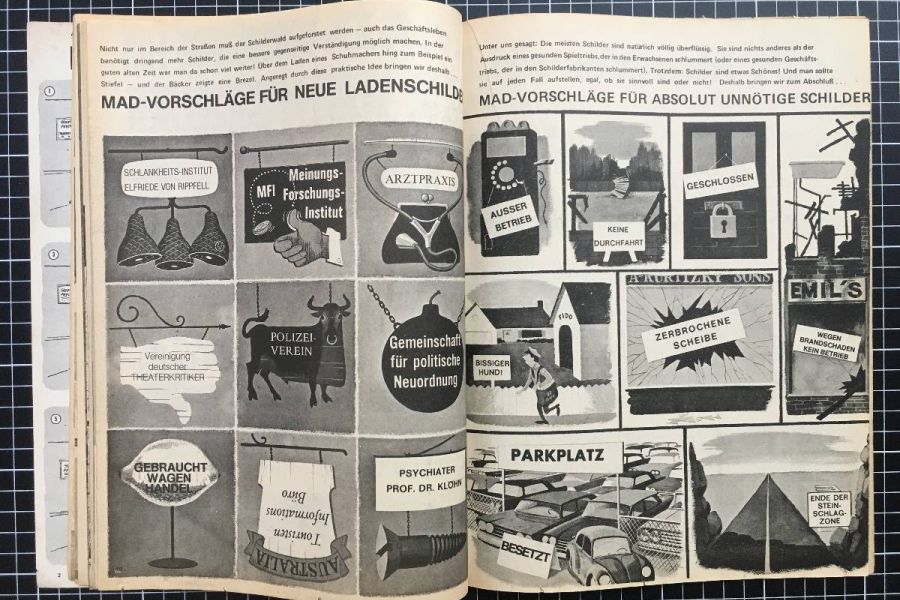 Nicht nur im Bereich der Straßen muß der Schilderwald aufgeforstet werden – auch das Geschäftsleben
benötigt dringend mehr Schilder, die eine bessere gegenseitige Verständigung möglich machen. In der
guten alten Zeit war man da schon viel weiter! Über dem Laden eines Schuhmachers hing zum Beispiel ein
Stiefel – und der Bäcker zeigte eine Brezel. Angeregt durch diese praktische Idee bringen wir deshalb ...
MAD-VORSCHLÄGE FÜR NEUE LADENSCHILDE
SCHLANKHEITS-INSTITUT
ELFRIEDE VON RIPPFELL
MFI
Meinungs-
Forschungs-
Institut
ARZTPRAXIS
Vereinigung
deutscher
THEATERKRITIKER
POLIZEI-
VEREIN
Gemeinschaft
für politische
Neuordnung
GEBRAUCHT
WAGEN
HANDEL
Touristen
Informations
Büro
AUSTRALIA
PSYCHIATER
PROF. DR. KLÖHN
Unter uns gesagt: Die meisten Schilder sind natürlich völlig überflüssig. Sie sind nichts anderes als der
Ausdruck eines gesunden Spieltriebs, der in den Erwachsenen schlummert (oder eines gesunden Geschäfts-
triebs, der in den Schilderfabrikanten schlummert). Trotzdem: Schilder sind etwas Schönes! Und man sollte
sie auf jeden Fall aufstellen, egal, ob sie sinnvoll sind oder nicht! Deshalb bringen wir zum Abschluß ...
MAD-VORSCHLÄGE FÜR ABSOLUT UNNÖTIGE SCHILDER
AUSSER
BETRIEB
KEINE
DURCHFAHRT
GESCHLOSSEN
EMIL'S
WEGEN
BRANDSCHADEN
KEIN BETRIEB
FIDO
BISSIGER
HUND!
A. KURITZKY SONS
ZERBROCHENE
SCHEIBE
PARKPLATZ
BESETZT
ENDE DER
STEIN-
SCHLAG-
ZONE